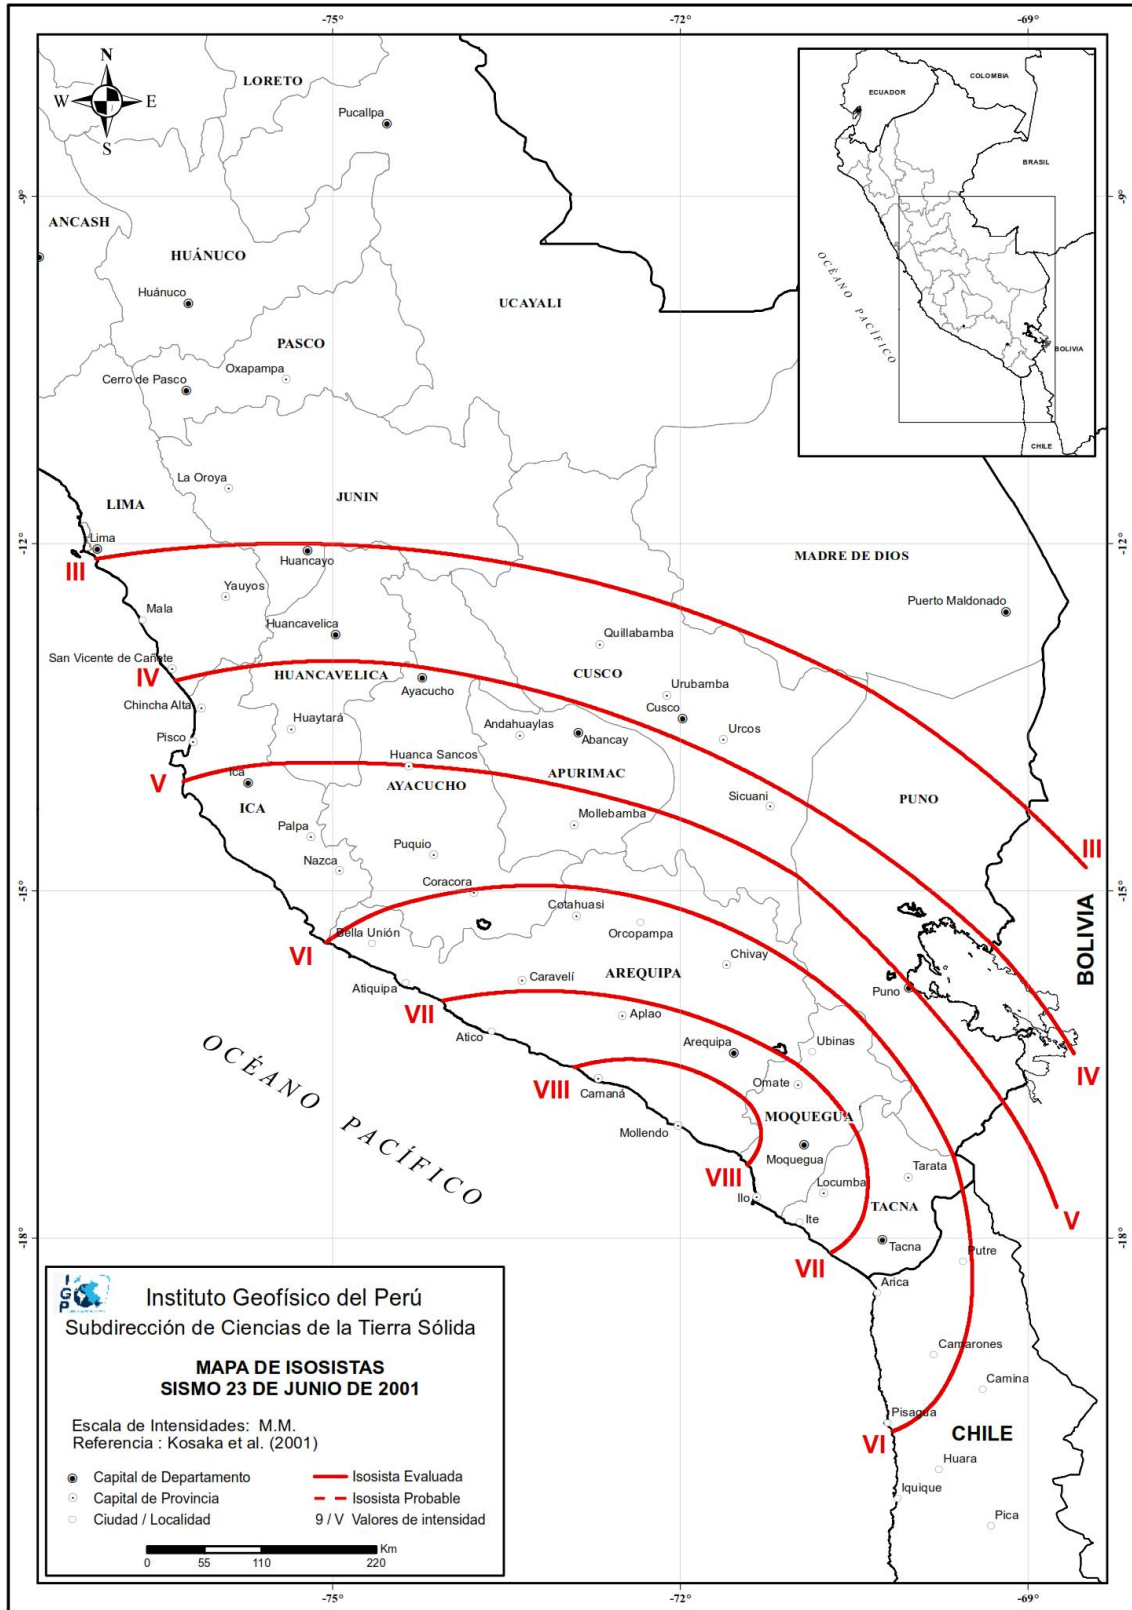 -75°
-72°
-69°
N
W
E
S
LORETO
Pucallpa
-9°
-9°
ANCASH
HUÁNUCO
Huánuco
UCAYALI
PASCO
Oxapampa
Cerro de Pasco
La Oroya
LIMA
JUNIN
Lima
-12°
-12°
III
Huancayo
MADRE DE DIOS
Yauyos
Puerto Maldonado
Mala
Huancavelica
Quillabamba
San Vicente de Cañete
IV
HUANCAVELICA
CUSCO
Ayacucho
Urubamba
Chincha Alta
Cusco
Huaytará
Andahuaylas
Urcos
Pisco
Abancay
Huanca Sancos
Ica
V
AYACUCHO
APURIMAC
Sicuani
PUNO
ICA
Mollebamba
Palpa
Puquio
III
Nazca
Coracora
-15°
-15°
Cotahuasi
Bella Unión
Orcopampa
BOLIVIA
VI
Chivay
AREQUIPA
Caravelí
Atiquipa
Puno
VII
Aplao
Atico
Arequipa
Ubinas
IV
VIII
Camaná
Omate
MOQUEGUA
Mollendo
Moquegua
VIII
Tarata
Locumba
Ilo
TACNA
V
Ite
-18°
-18°
Tacna
VII
Putre
Arica
Camarones
Camina
Pisagua
VI
CHILE
Huara
Iquique
Pica
OCÉANO PACÍFICO
ECUADOR
COLOMBIA
BRASIL
OCÉANO PACÍFICO
BOLIVIA
CHILE
IGP
Instituto Geofísico del Perú
Subdirección de Ciencias de la Tierra Sólida
MAPA DE ISOSISTAS
SISMO 23 DE JUNIO DE 2001
Escala de Intensidades: M.M.
Referencia : Kosaka et al. (2001)
Capital de Departamento
Isosista Evaluada
Capital de Provincia
Isosista Probable
Ciudad / Localidad
9 / V Valores de intensidad
Km
0 55 110 220
-75°
-72°
-69°